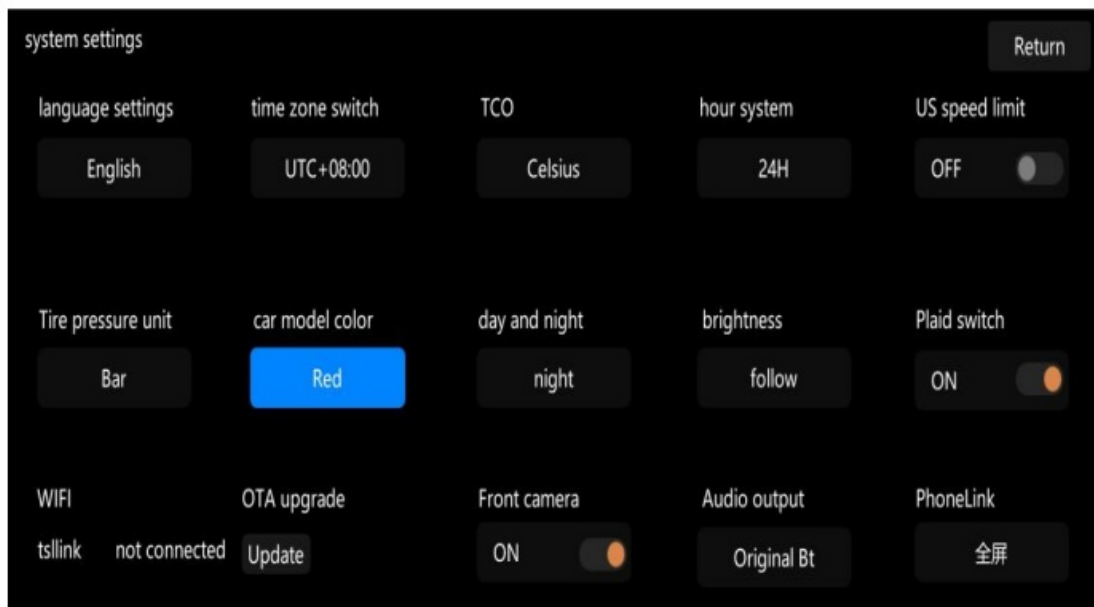 system settings
Return
language settings
time zone switch
TCO
hour system
US speed limit
English
UTC+08:00
Celsius
24H
OFF
Tire pressure unit
car model color
day and night
brightness
Plaid switch
Bar
Red
night
follow
ON
WIFI
OTA upgrade
Front camera
Audio output
PhoneLink
tsllink not connected
Update
ON
Original Bt
全屏